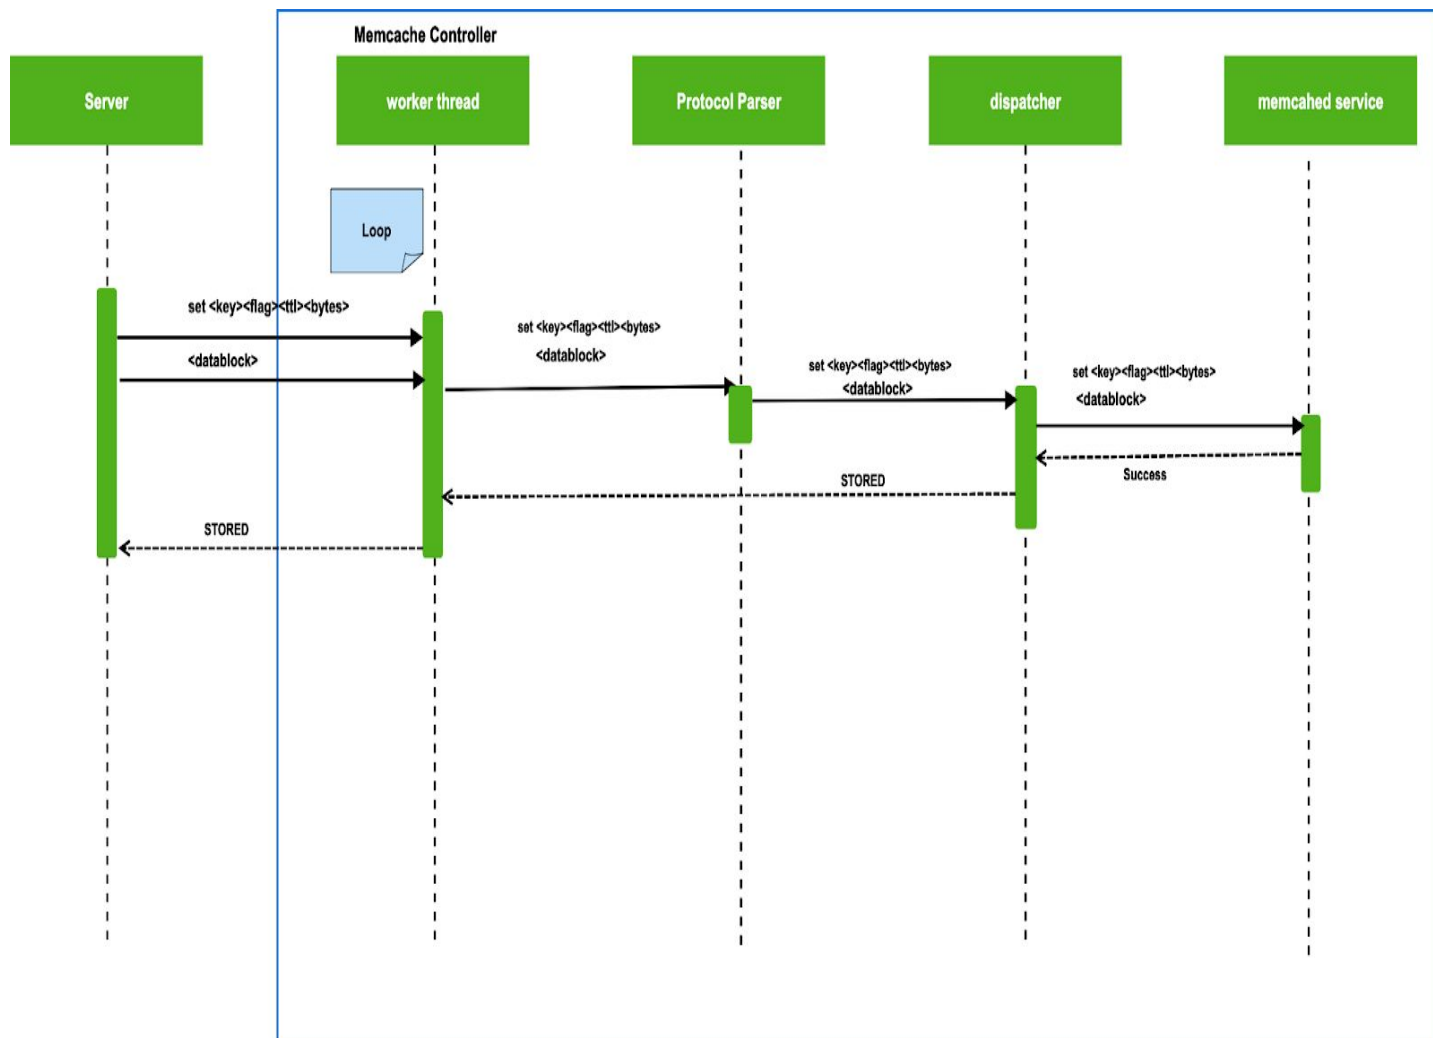 Memcache Controller
Server
worker thread
Protocol Parser
dispatcher
memcahed service
Loop
set <key><flag><ttl><bytes>
<datablock>
set <key><flag><ttl><bytes>
<datablock>
set <key><flag><ttl><bytes>
<datablock>
set <key><flag><ttl><bytes>
<datablock>
Success
STORED
STORED